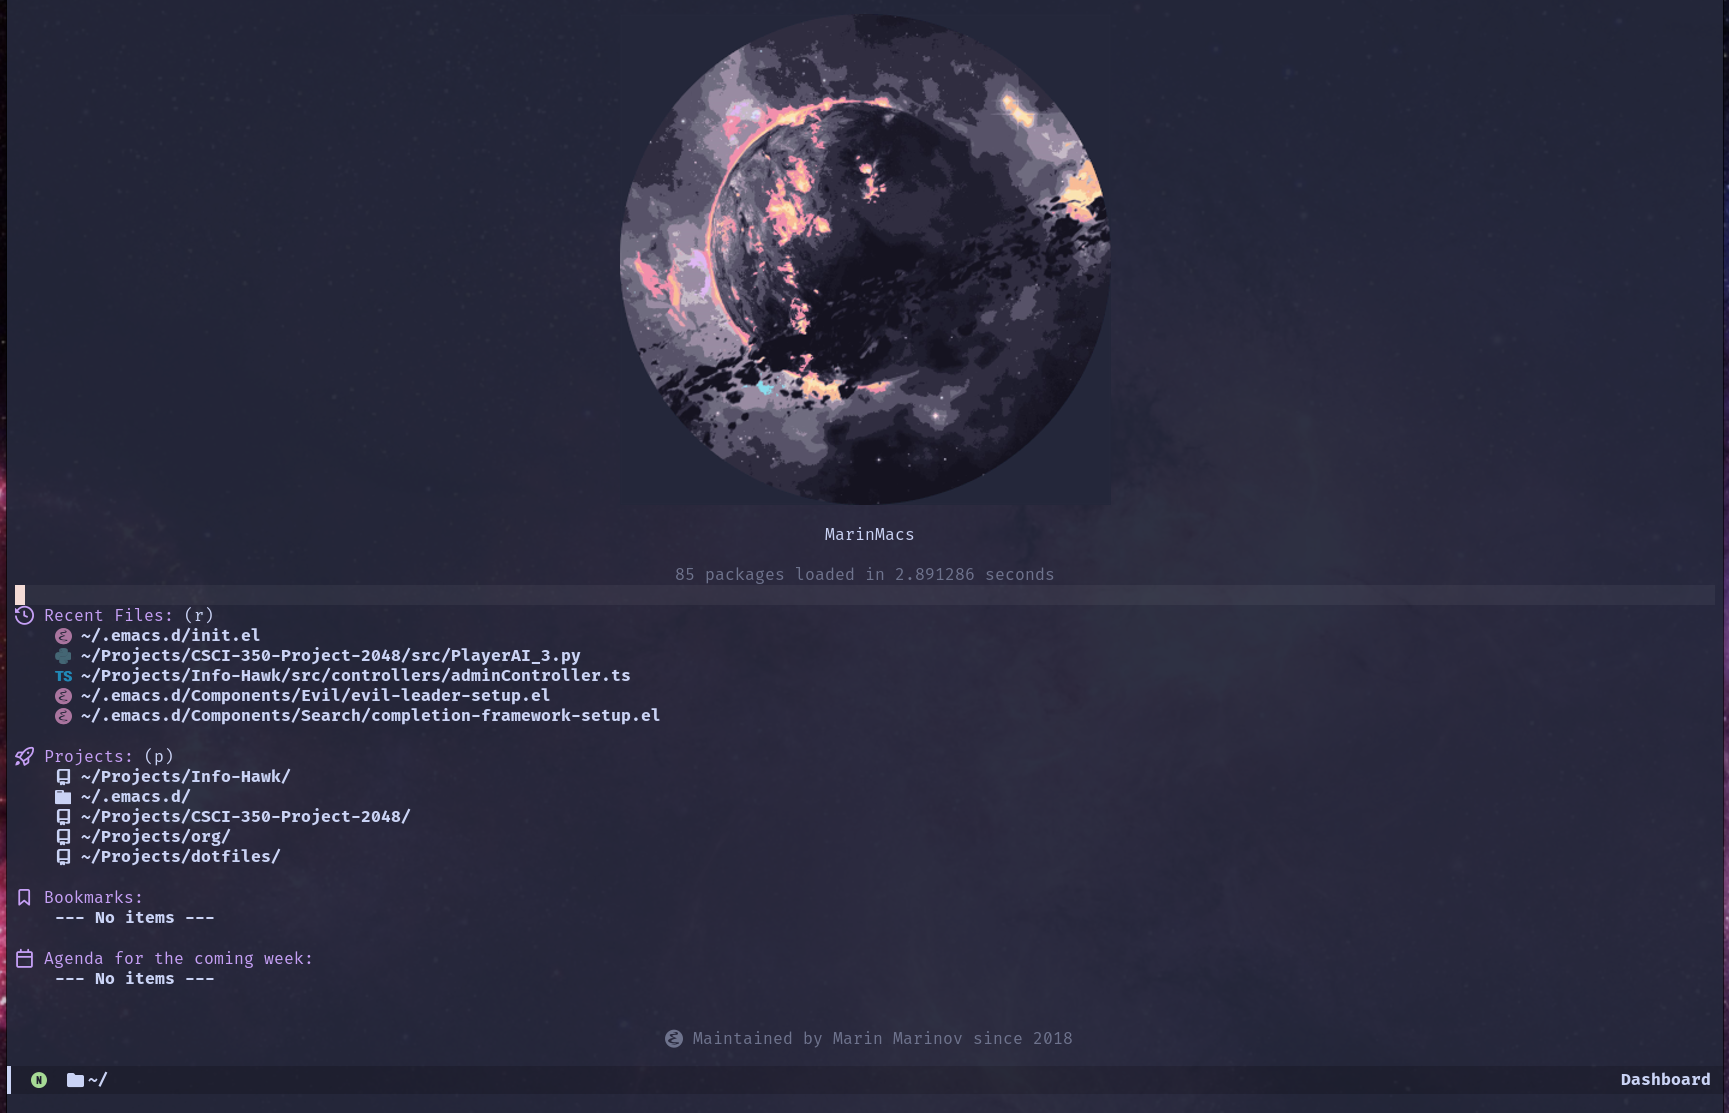 MarinMacs
85 packages loaded in 2.891286 seconds
Recent Files: (r)
~/.emacs.d/init.el
~/Projects/CSCI-350-Project-2048/src/PlayerAI_3.py
TS ~/Projects/Info-Hawk/src/controllers/adminController.ts
~/.emacs.d/Components/Evil/evil-leader-setup.el
~/.emacs.d/Components/Search/completion-framework-setup.el
Projects: (p)
~/Projects/Info-Hawk/
~/.emacs.d/
~/Projects/CSCI-350-Project-2048/
~/Projects/org/
~/Projects/dotfiles/
Bookmarks:
--- No items ---
Agenda for the coming week:
--- No items ---
Maintained by Marin Marinov since 2018
N ~/ Dashboard